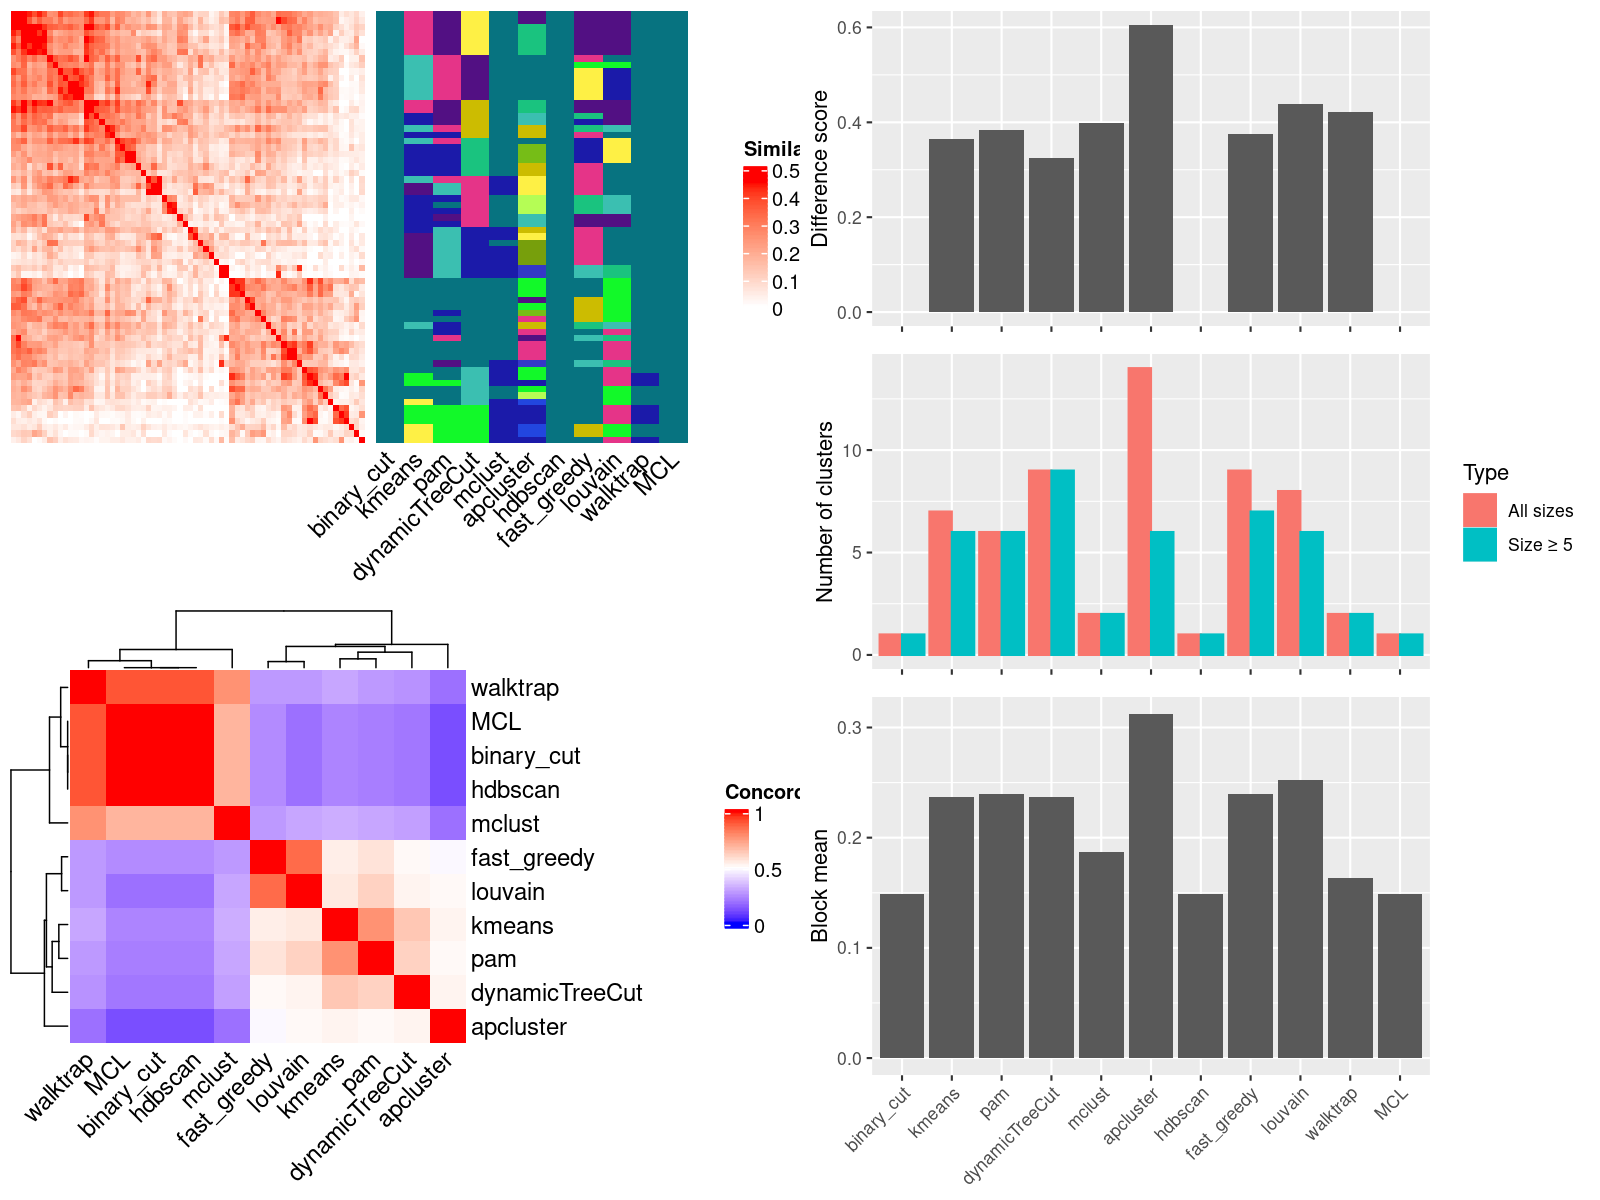 Simila
0.5
0.4
0.3
0.2
0.1
0
binary_cut
kmeans
pam
dynamicTreeCut
mclust
apcluster
hdbscan
fast_greedy
louvain
walktrap
MCL
walktrap
MCL
binary_cut
hdbscan
mclust
fast_greedy
louvain
kmeans
pam
dynamicTreeCut
apcluster
walktrap
MCL
binary_cut
hdbscan
mclust
fast_greedy
louvain
kmeans
pam
dynamicTreeCut
apcluster
Concord
1
0.5
0
Difference score
0.6
0.4
0.2
0.0
Number of clusters
10
5
0
Type
All sizes
Size ≥ 5
Block mean
0.3
0.2
0.1
0.0
binary_cut
kmeans
pam
dynamicTreeCut
mclust
apcluster
hdbscan
fast_greedy
louvain
walktrap
MCL